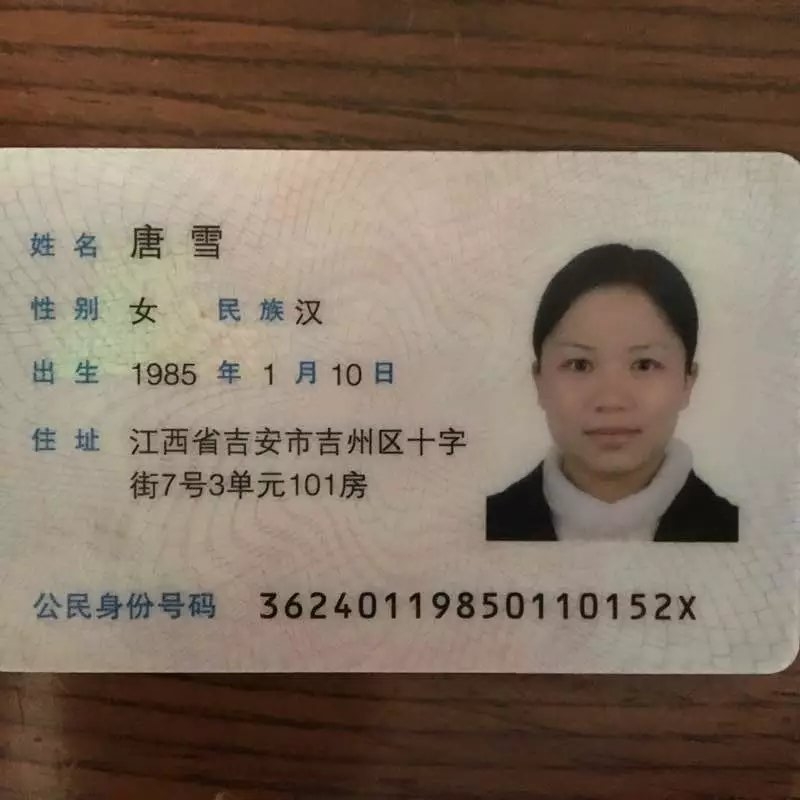 姓名 唐雪
性别 女 民族 汉
出生 1985 年 1 月 10 日
住址 江西省吉安市吉州区十字
街7号3单元101房
公民身份号码 36240119850110152X